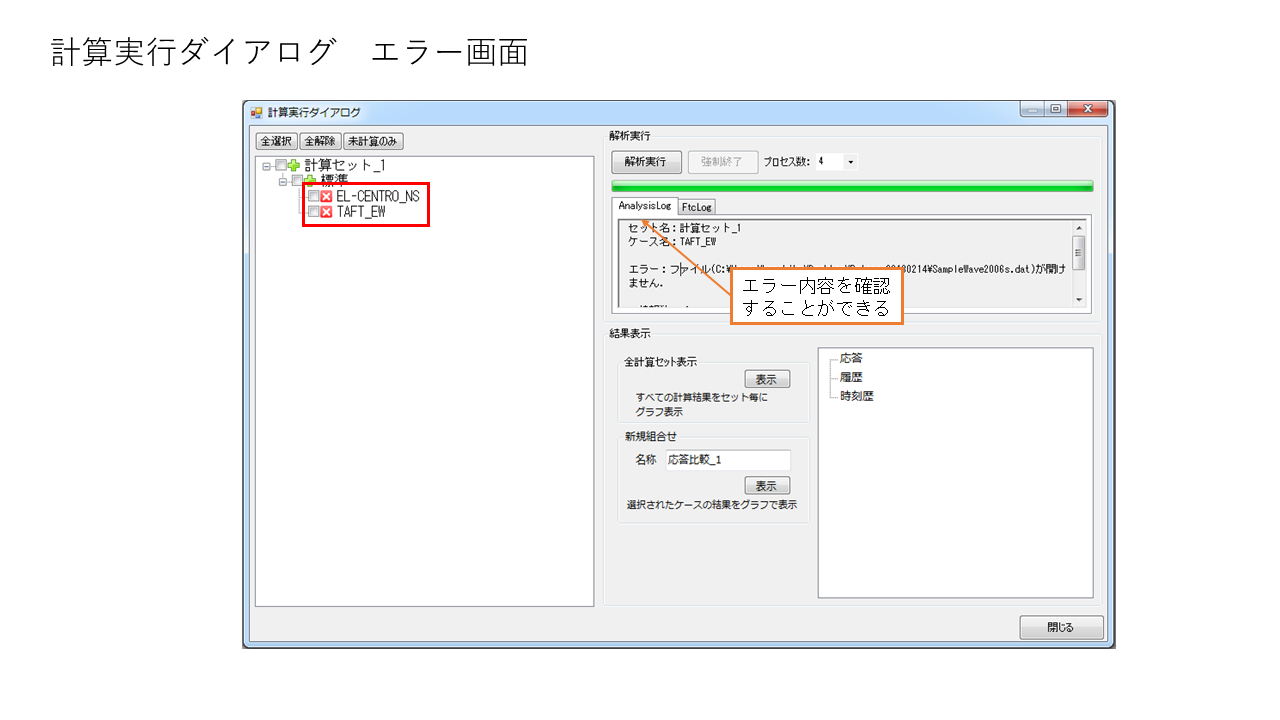 計算実行ダイアログ　エラー画面
計算実行ダイアログ
全選択 全解除 未計算のみ
計算セット_1
標準
EL-CENTRO_NS
TAFT_EW
解析実行
解析実行 強制終了 プロセス数: 4
AnalysisLog FtcLog
セット名：計算セット_1
ケース名：TAFT_EW
エラー：ファイル(C:¥ 0214¥SampleWave2006s.dat)が開け
ません.
エラー内容を確認
することができる
結果表示
全計算セット表示
表示
すべての計算結果をセット毎に
グラフ表示
新規組合せ
名称 応答比較_1
表示
選択されたケースの結果をグラフで表示
応答
履歴
時刻歴
閉じる